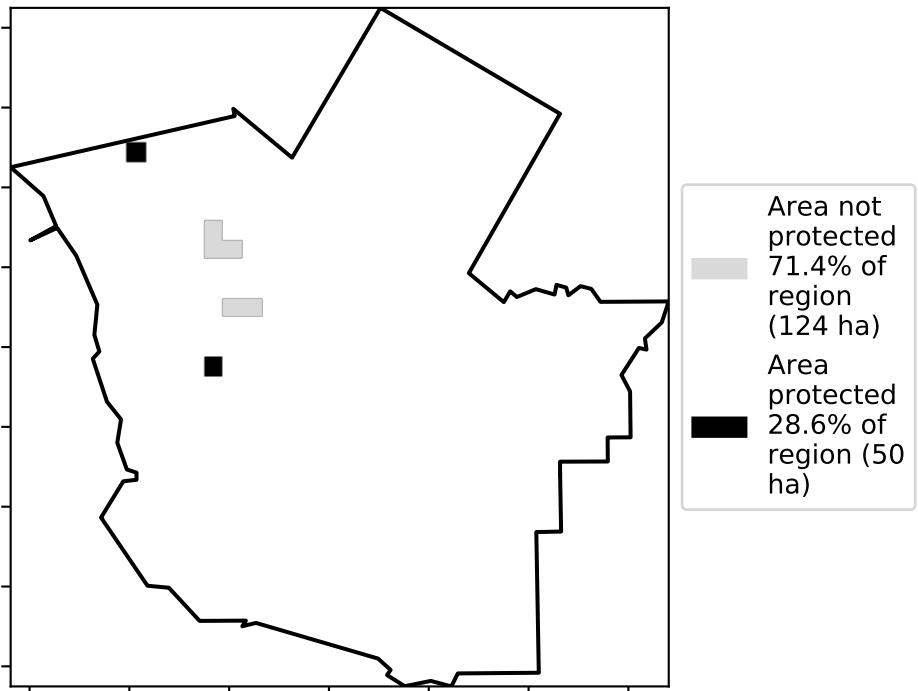 Area not
protected
71.4% of
region
(124 ha)
Area
protected
28.6% of
region (50
ha)